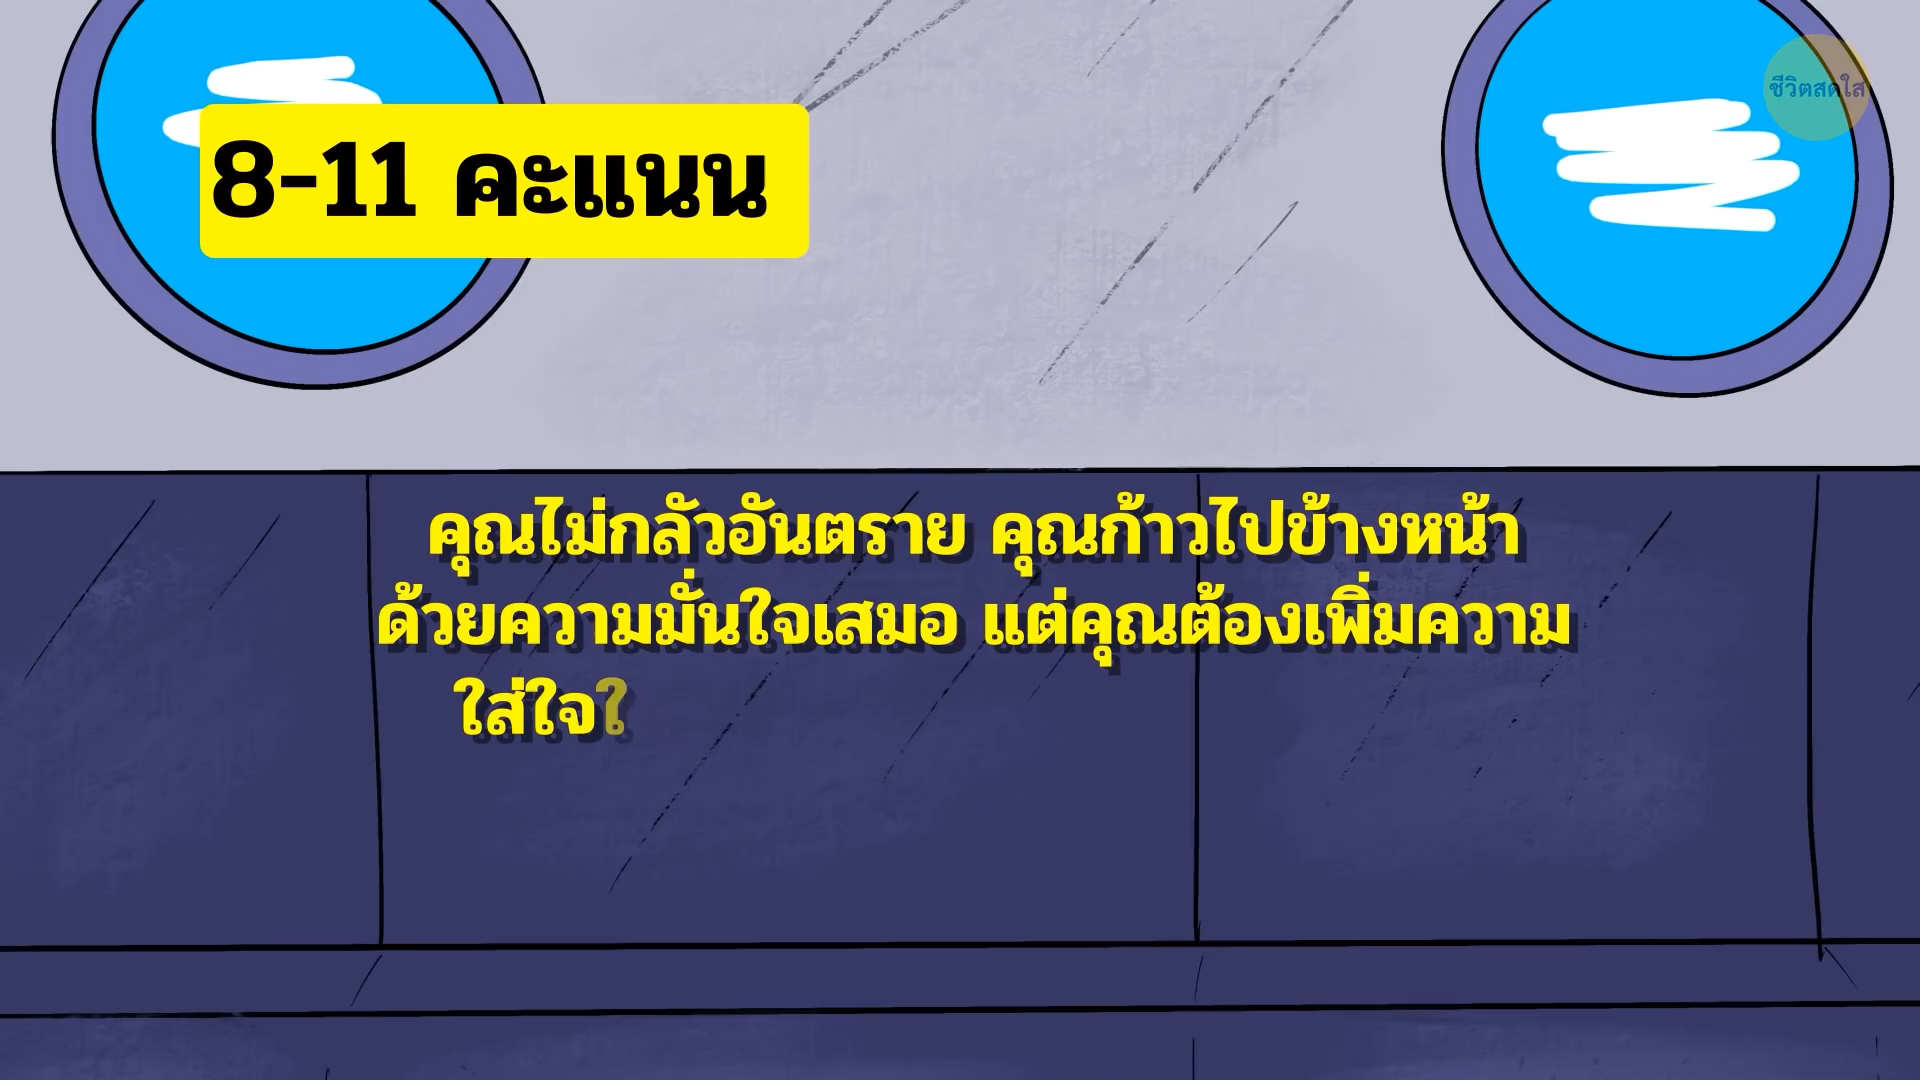 ชีวิตสดใส
8-11 คะแนน
คุณไม่กลัวอันตราย คุณก้าวไปข้างหน้า
ด้วยความมั่นใจเสมอ แต่คุณต้องเพิ่มความ
ใส่ใจใ